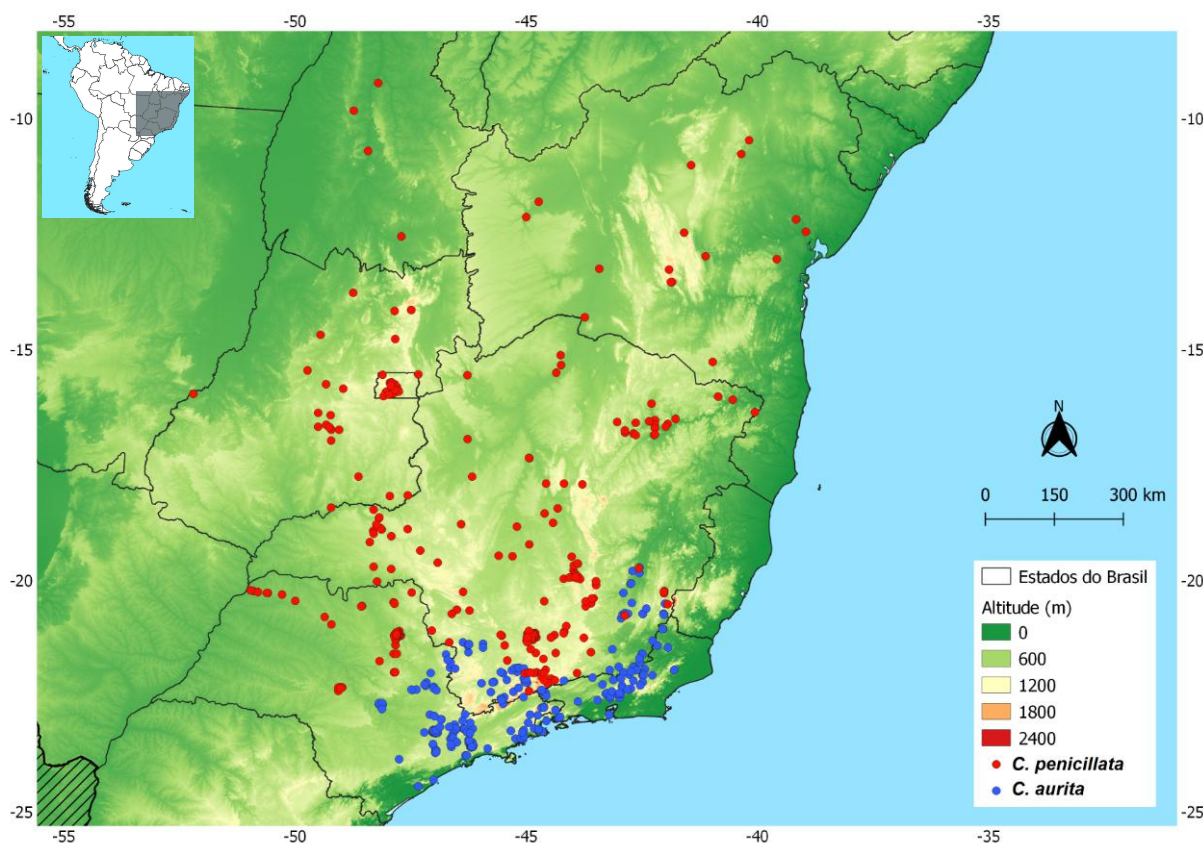 -55 -50 -45 -40 -35
-10 -10
-15 -15
N
0 150 300 km
Estados do Brasil
Altitude (m)
0
-20 -20
600
1200
1800
2400
C. penicillata
C. aurita
-25 -25
-55 -50 -45 -40 -35